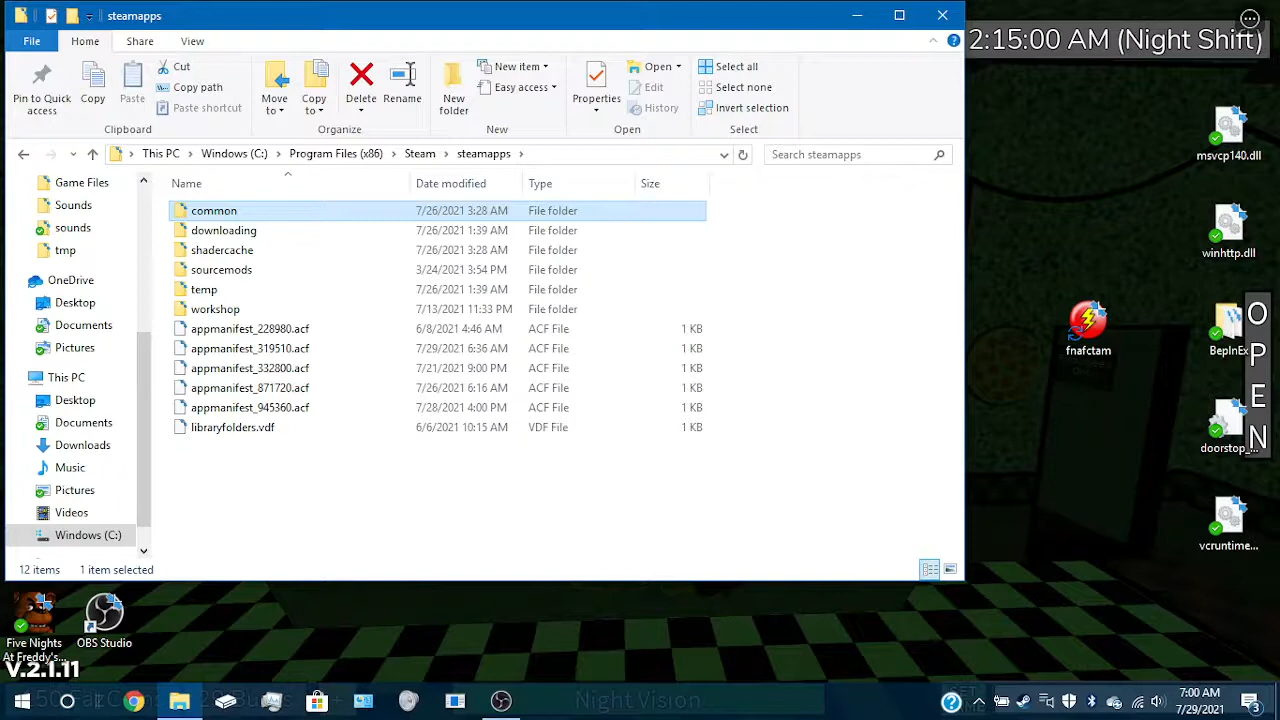 steamapps
File
Home
Share
View
2:15:00 AM (Night Shift)
Pin to Quick access
Copy
Paste
Cut
Copy path
Paste shortcut
Clipboard
Move to
Copy to
Delete
Rename
Organize
New folder
New item
Easy access
New
Properties
Open
Edit
History
Open
Select all
Select none
Invert selection
Select
This PC
Windows (C:)
Program Files (x86)
Steam
steamapps
Search steamapps
Game Files
Sounds
sounds
tmp
OneDrive
Desktop
Documents
Pictures
This PC
Desktop
Documents
Downloads
Music
Pictures
Videos
Windows (C:)
Name Date modified Type Size
common 7/26/2021 3:28 AM File folder
downloading 7/26/2021 1:39 AM File folder
shadercache 7/26/2021 3:28 AM File folder
sourcemods 3/24/2021 3:54 PM File folder
temp 7/26/2021 1:39 AM File folder
workshop 7/13/2021 11:33 PM File folder
appmanifest_228980.acf 6/8/2021 4:46 AM ACF File 1 KB
appmanifest_319510.acf 7/29/2021 6:36 AM ACF File 1 KB
appmanifest_332800.acf 7/21/2021 9:00 PM ACF File 1 KB
appmanifest_871720.acf 7/26/2021 6:16 AM ACF File 1 KB
appmanifest_945360.acf 7/28/2021 4:00 PM ACF File 1 KB
libraryfolders.vdf 6/6/2021 10:15 AM VDF File 1 KB
12 items 1 item selected
msvcp140.dll
winhttp.dll
fnafctam
BepInEx
doorstop_...
vcruntime...
OPEN
Five Nights At Freddy's...
OBS Studio
V.2.1.11
Night Vision
7:00 AM
7/29/2021
3